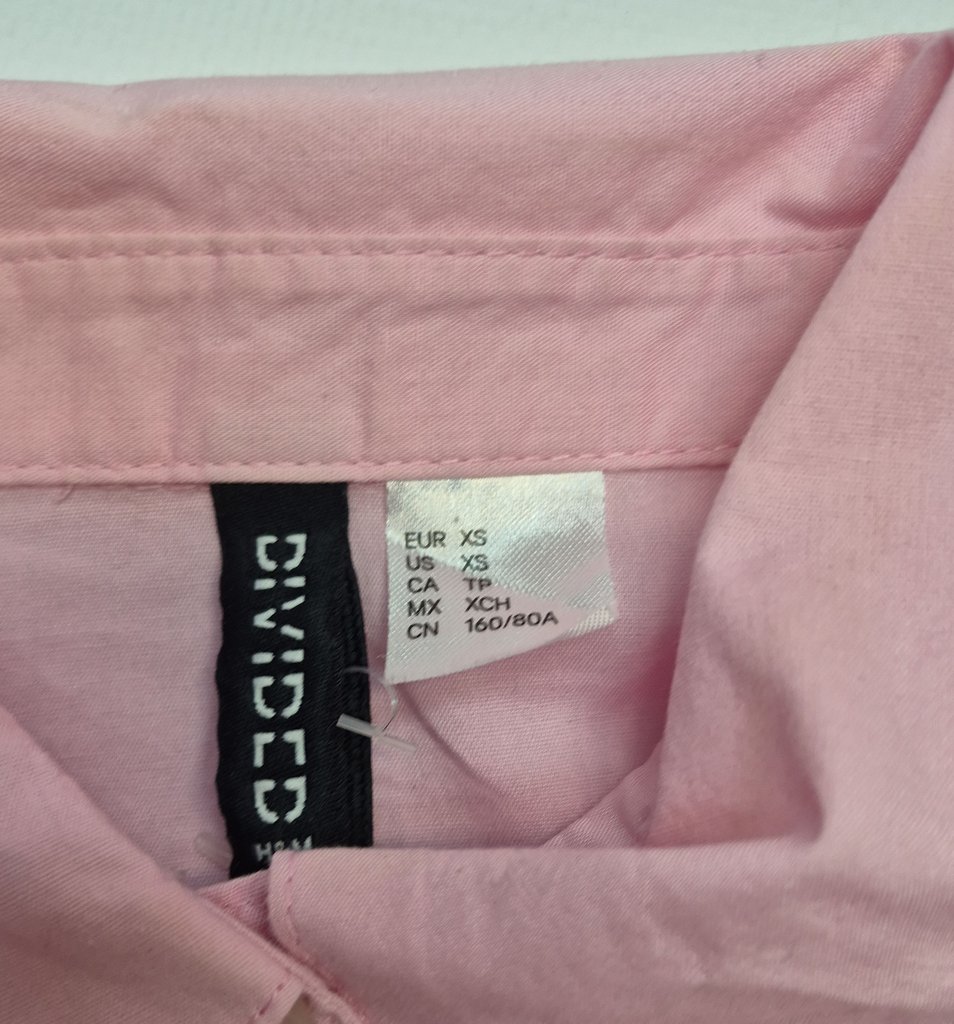 DIVIDED
H&M
EUR XS
US XS
CA TP
MX XCH
CN 160/80A